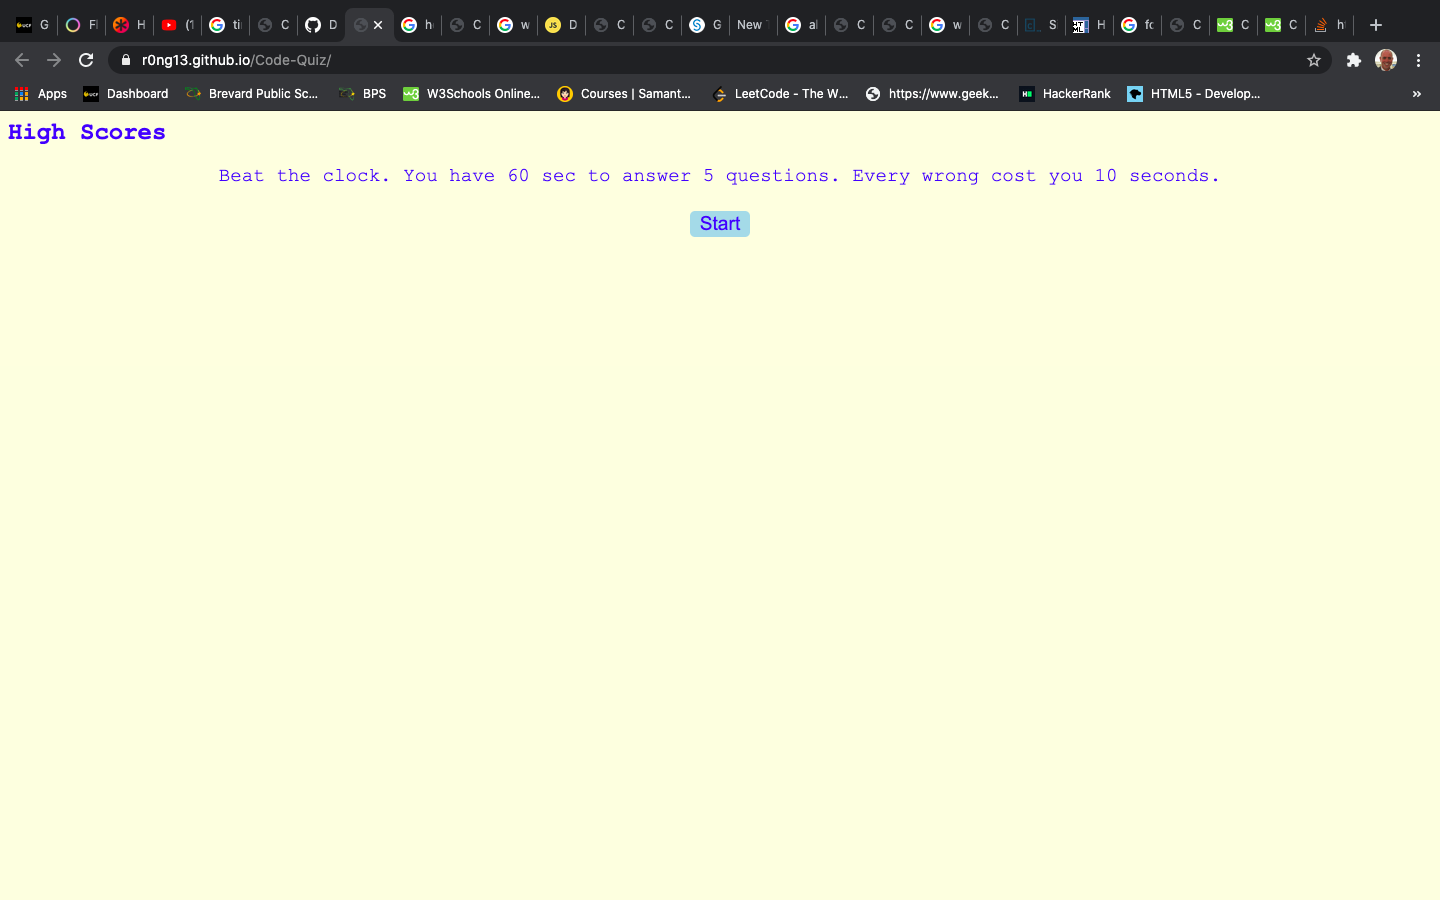 G Fl H (1 ti C D h C w D C C G New al C C w C S H fc C C C ht
r0ng13.github.io/Code-Quiz/
Apps Dashboard Brevard Public Sc... BPS W3Schools Online... Courses | Samant... LeetCode - The W... https://www.geek... HackerRank HTML5 - Develop... »
High Scores
Beat the clock. You have 60 sec to answer 5 questions. Every wrong cost you 10 seconds.
Start